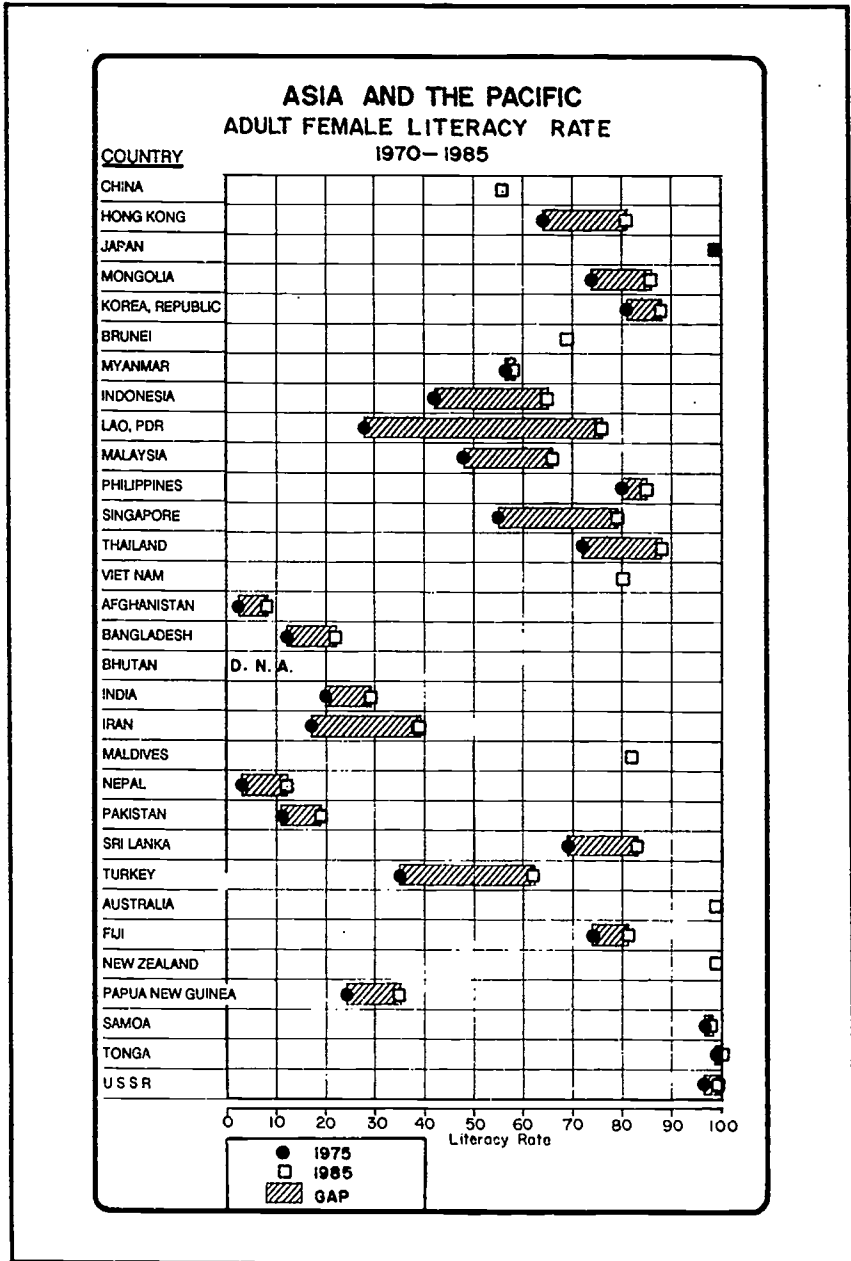 ASIA AND THE PACIFIC
ADULT FEMALE LITERACY RATE
1970-1985
COUNTRY
CHINA
HONG KONG
JAPAN
MONGOLIA
KOREA, REPUBLIC
BRUNEI
MYANMAR
INDONESIA
LAO, PDR
MALAYSIA
PHILIPPINES
SINGAPORE
THAILAND
VIET NAM
AFGHANISTAN
BANGLADESH
BHUTAN D. N. A.
INDIA
IRAN
MALDIVES
NEPAL
PAKISTAN
SRI LANKA
TURKEY
AUSTRALIA
FIJI
NEW ZEALAND
PAPUA NEW GUINEA
SAMOA
TONGA
U S S R
0 10 20 30 40 50 60 70 80 90 100
Literacy Rate
1975
1985
GAP